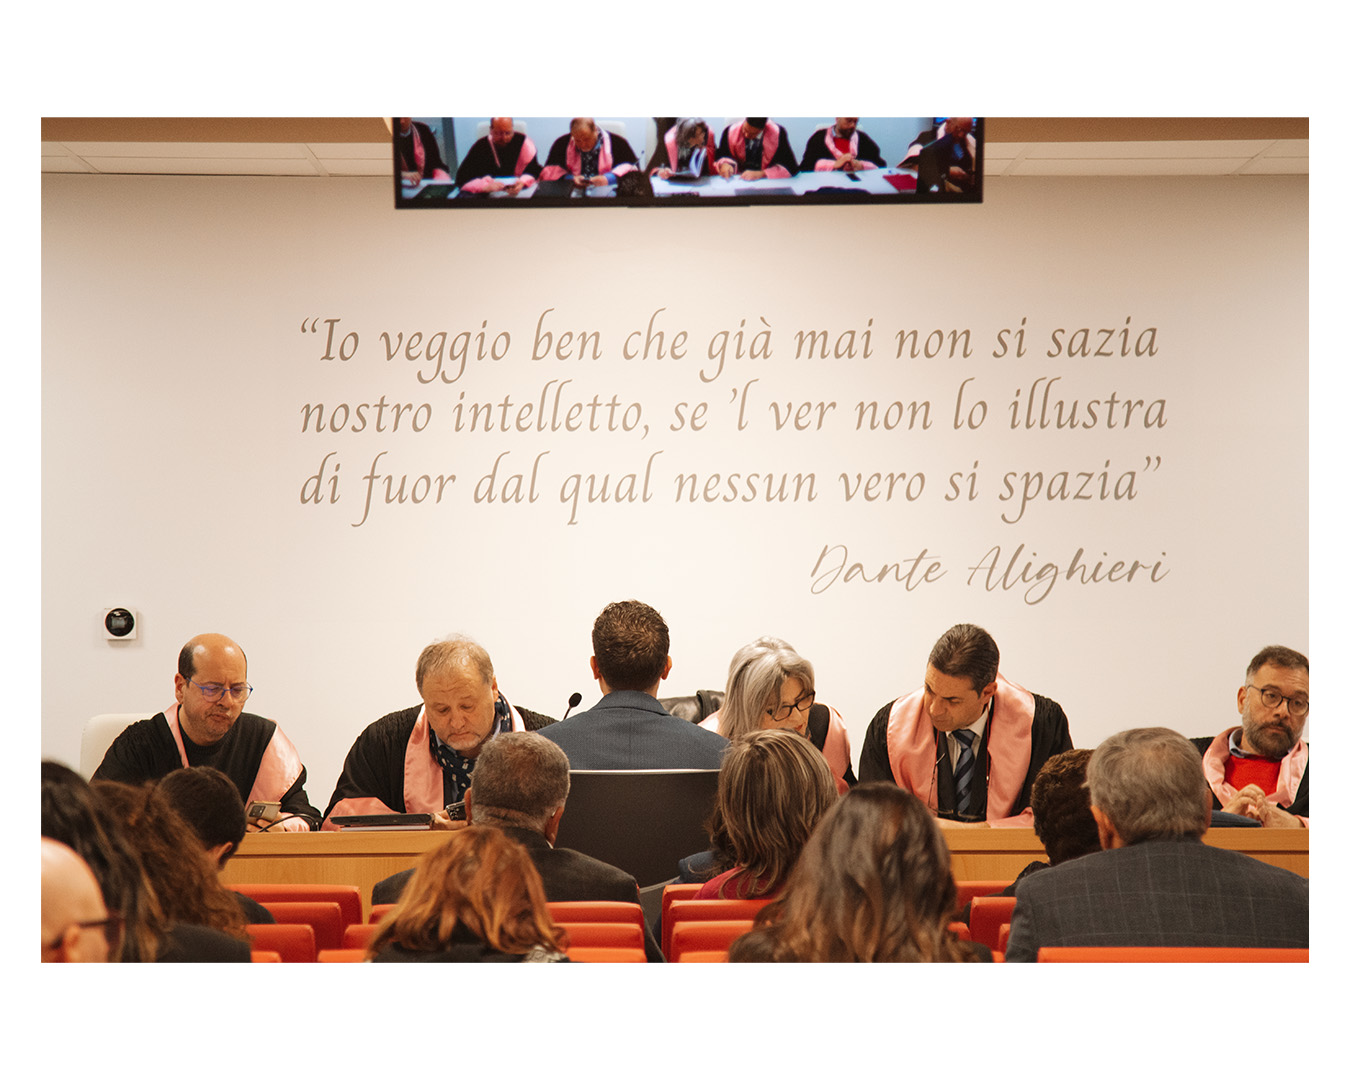 “Io veggio ben che già mai non si sazia
nostro intelletto, se ’l ver non lo illustra
di fuor dal qual nessun vero si spazia”
Dante Alighieri